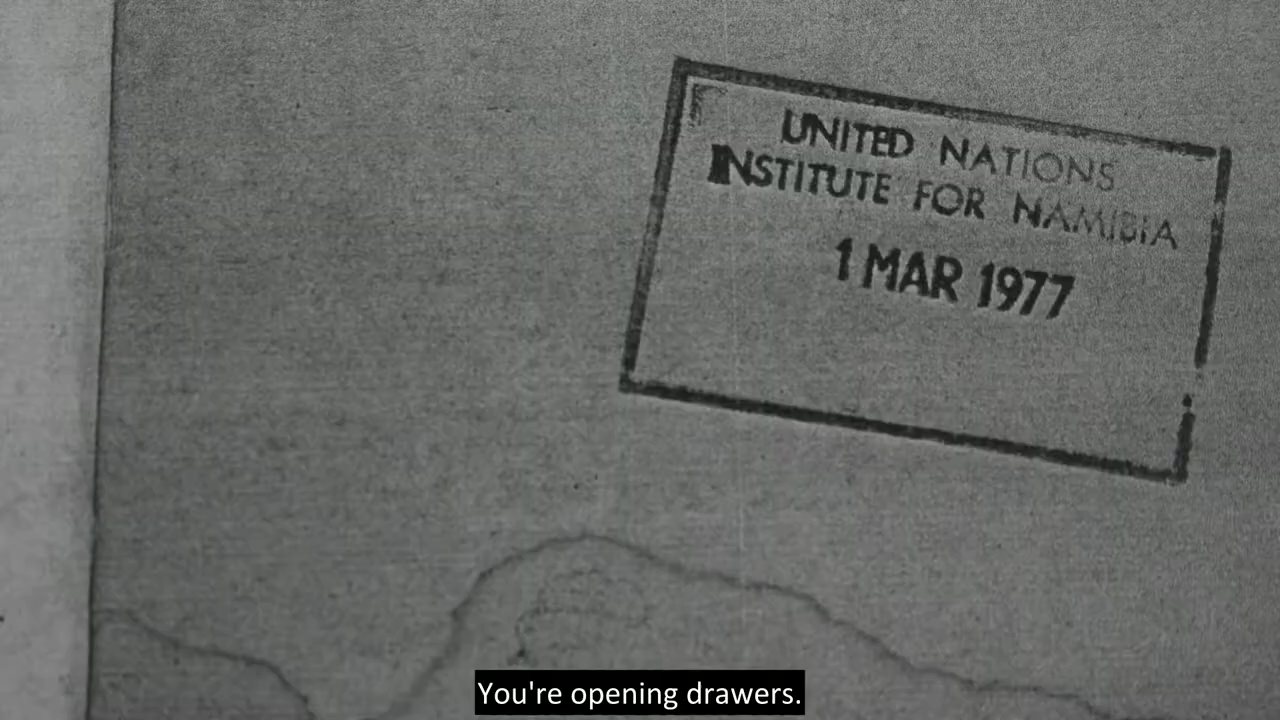 UNITED NATIONS
INSTITUTE FOR NAMIBIA
1 MAR 1977
You're opening drawers.